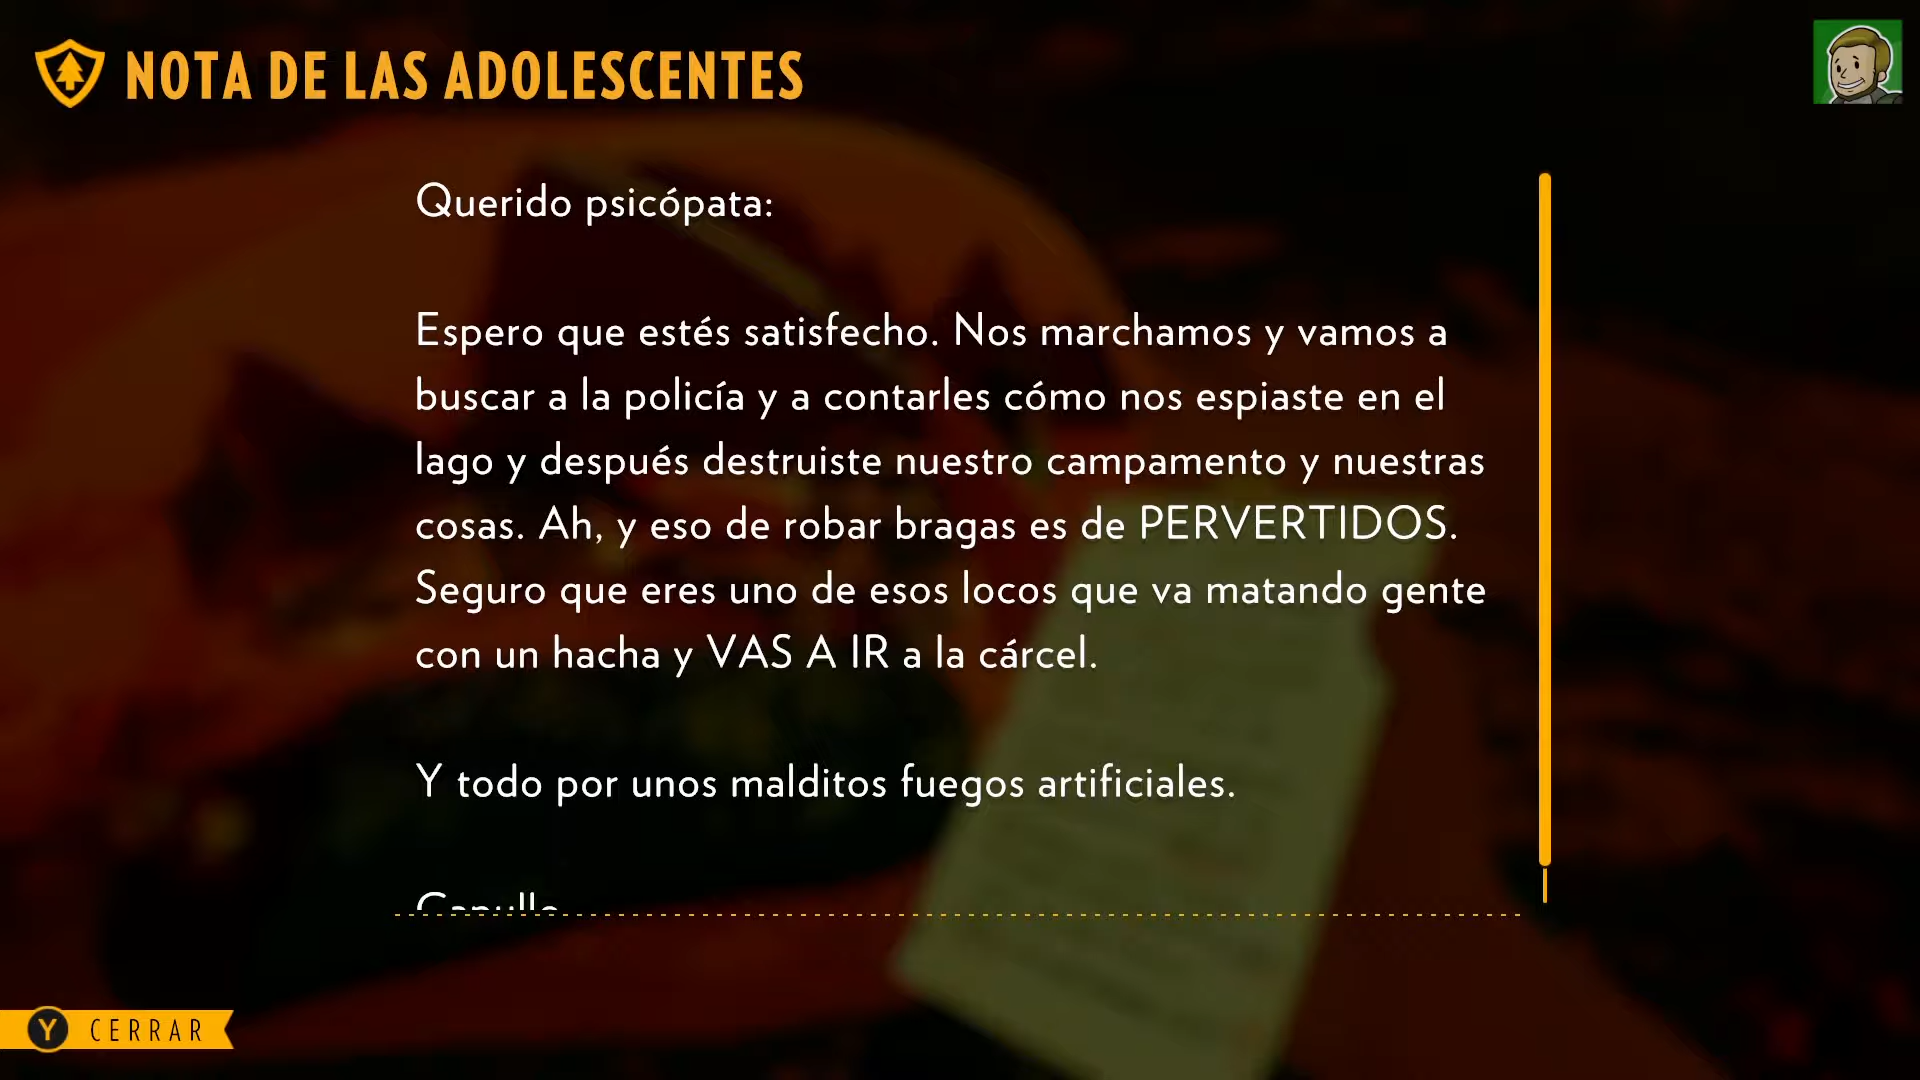 NOTA DE LAS ADOLESCENTES
Querido psicópata:
Espero que estés satisfecho. Nos marchamos y vamos a
buscar a la policía y a contarles cómo nos espiaste en el
lago y después destruiste nuestro campamento y nuestras
cosas. Ah, y eso de robar bragas es de PERVERTIDOS.
Seguro que eres uno de esos locos que va matando gente
con un hacha y VAS A IR a la cárcel.
Y todo por unos malditos fuegos artificiales.
Y CERRAR